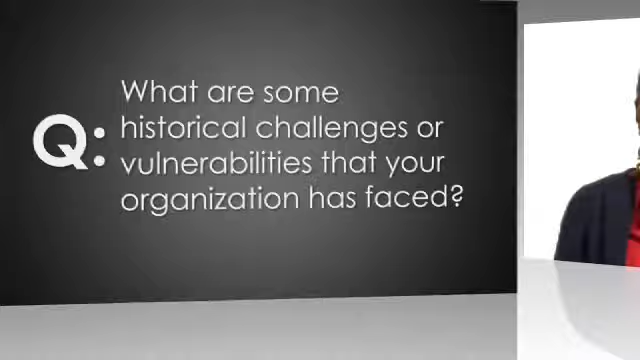 Q:
What are some
historical challenges or
vulnerabilities that your
organization has faced?